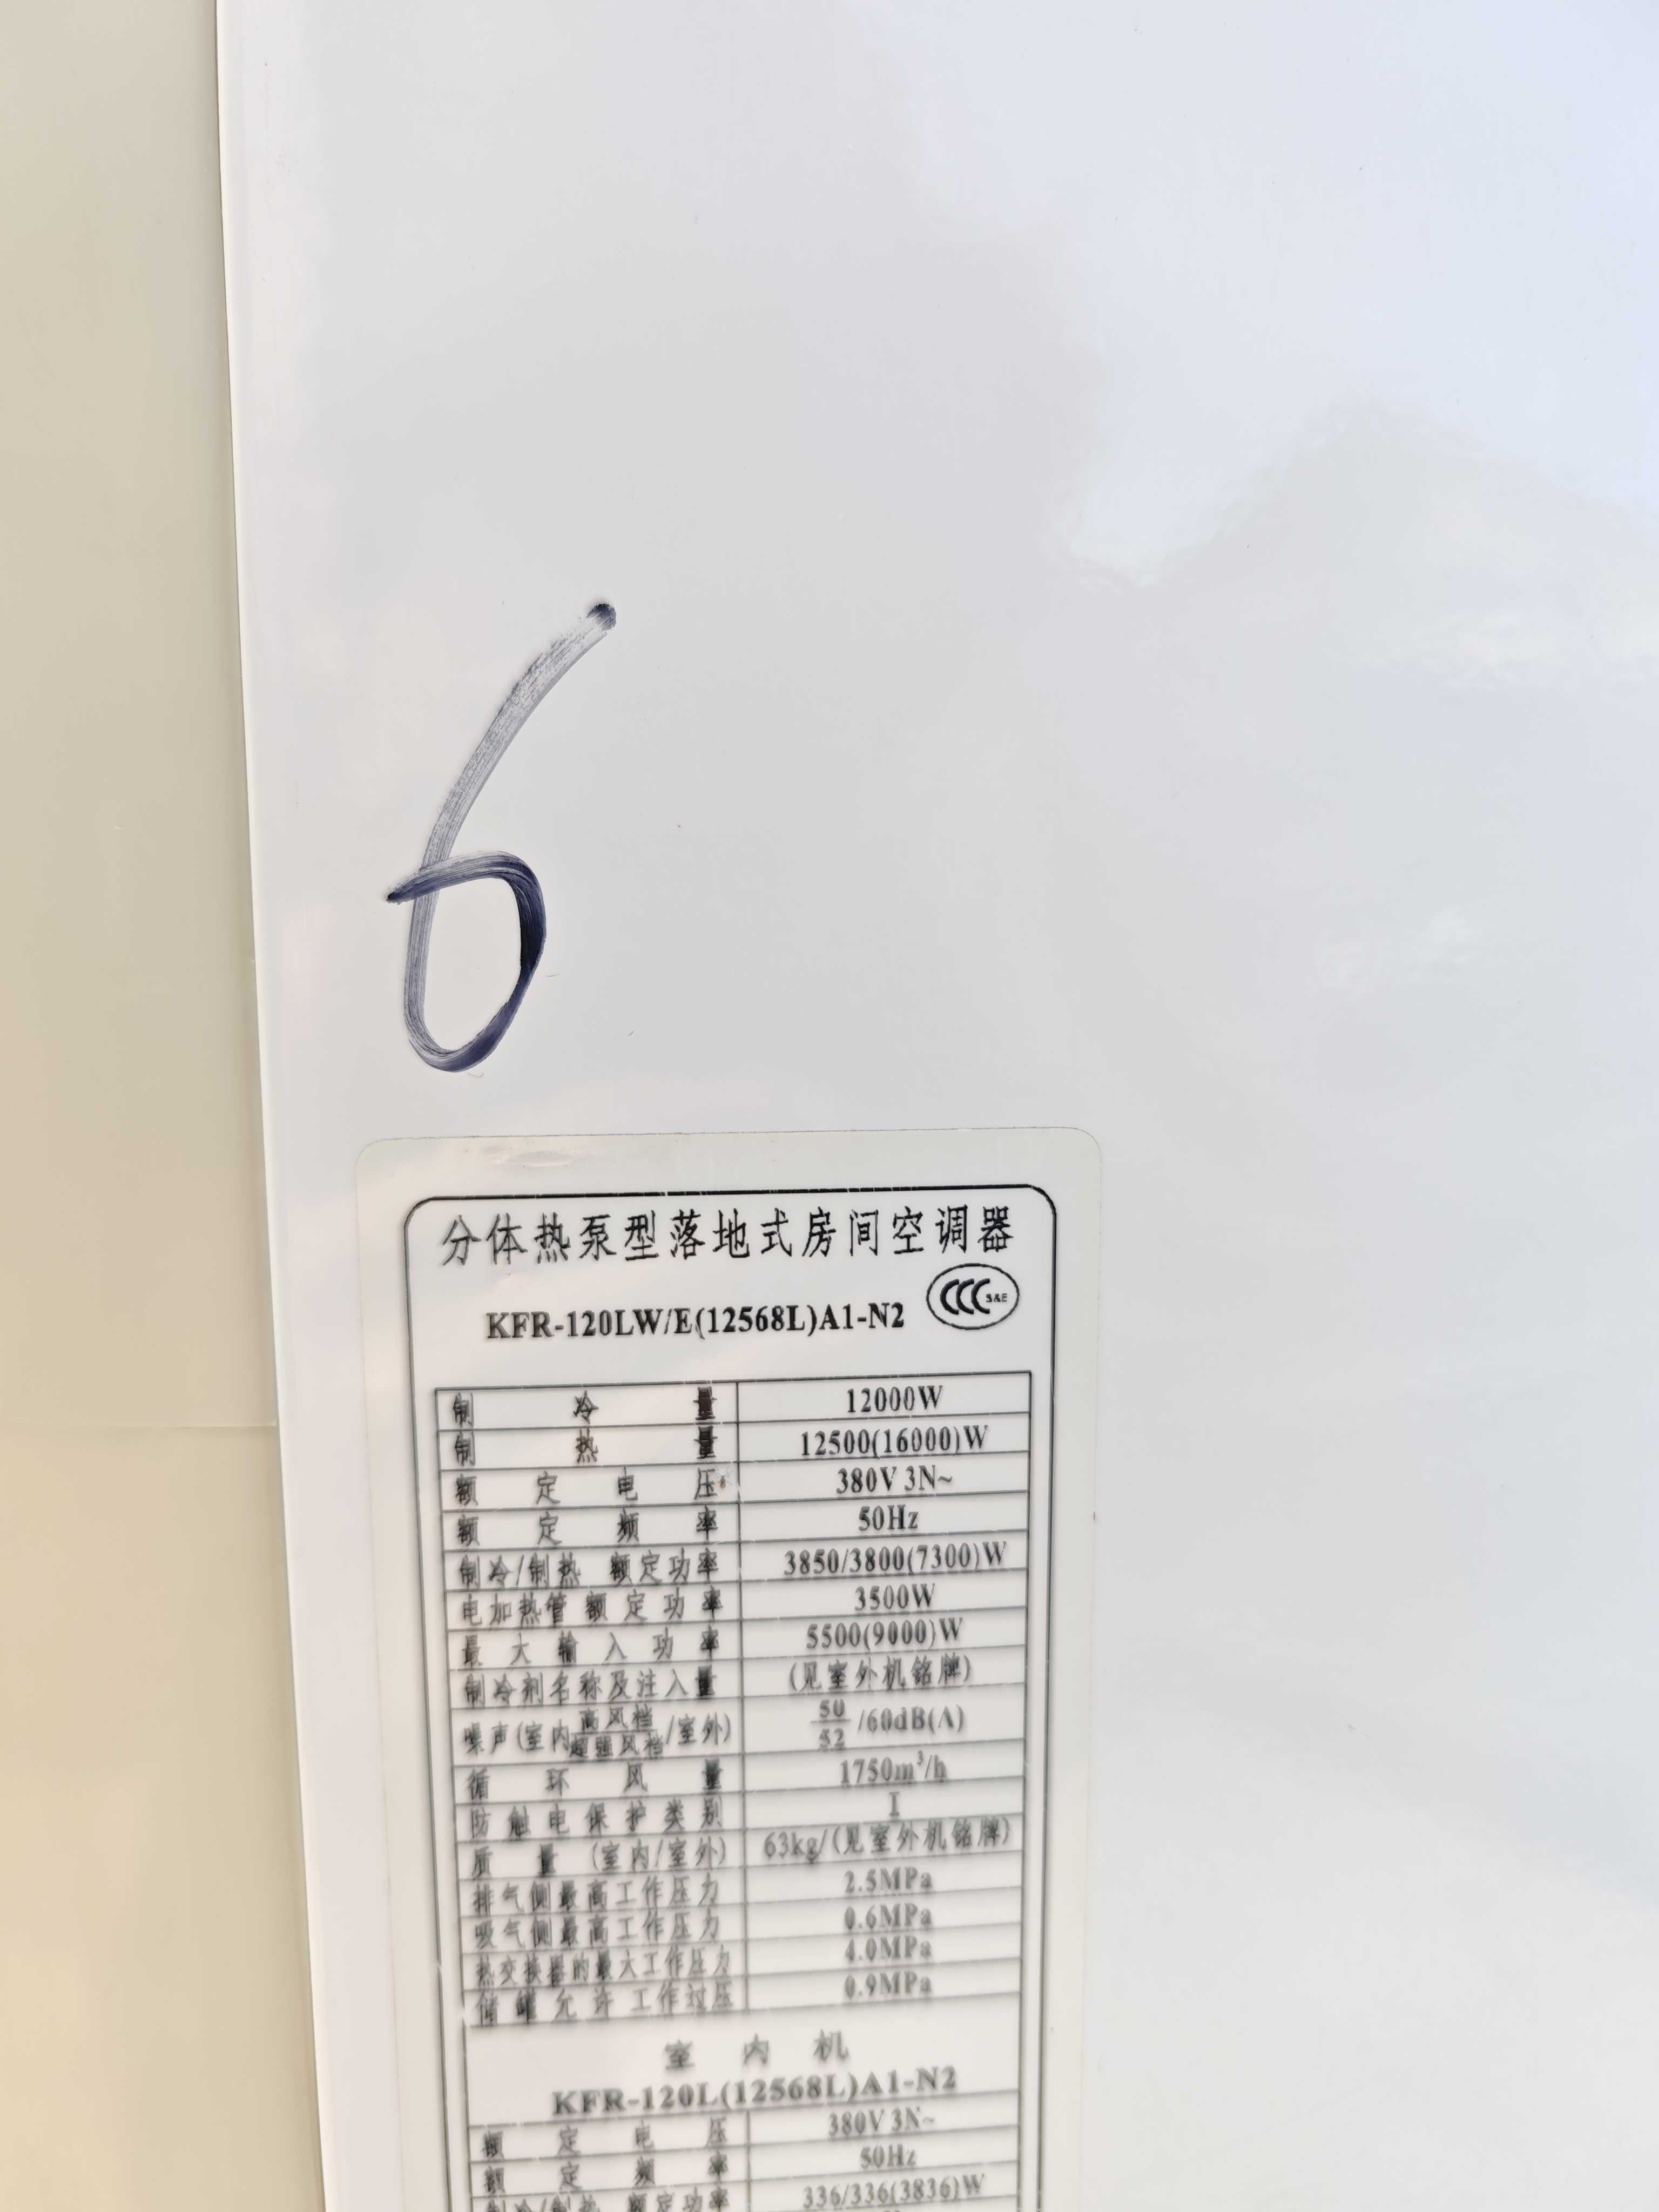 6
分体热泵型落地式房间空调器
KFR-120LW/E(12568L)A1-N2
CCC S&E
制冷量 12000W
制热量 12500(16000)W
额定电压 380V 3N~
额定频率 50Hz
制冷/制热 额定功率 3850/3800(7300)W
电加热管额定功率 3500W
最大输入功率 5500(9000)W
制冷剂名称及注入量 (见室外机铭牌)
噪声(室内高风档/超强风档/室外) 50/52/60dB(A)
循环风量 1750m³/h
防触电保护类别 I
质量(室内/室外) 63kg/(见室外机铭牌)
排气侧最高工作压力 2.5MPa
吸气侧最高工作压力 0.6MPa
热交换器的最大工作压力 4.0MPa
储罐允许工作过压 0.9MPa
室内机
KFR-120L(12568L)A1-N2
额定电压 380V 3N~
额定频率 50Hz
制冷/制热 额定功率 336/336(3836)W